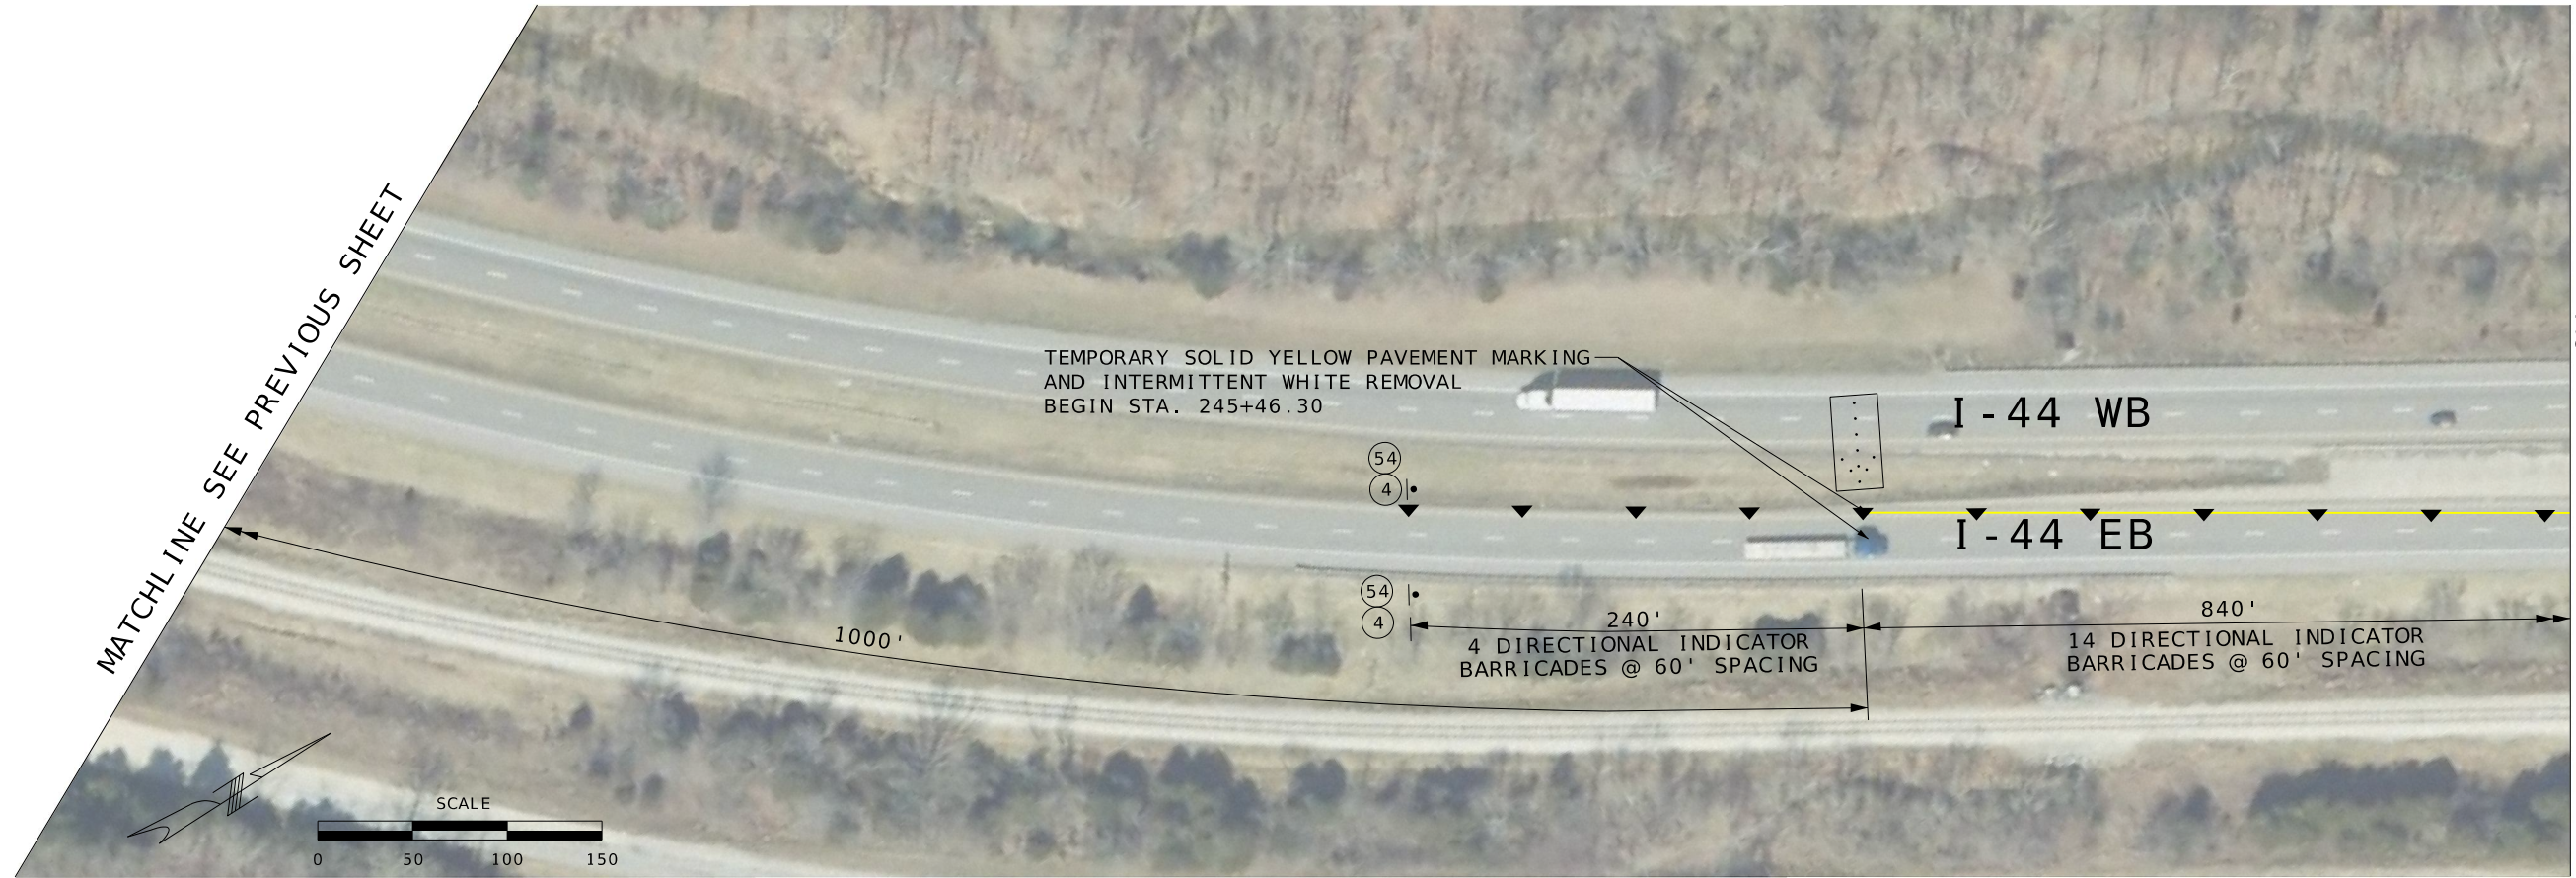 MATCHLINE SEE PREVIOUS SHEET
TEMPORARY SOLID YELLOW PAVEMENT MARKING
AND INTERMITTENT WHITE REMOVAL
BEGIN STA. 245+46.30
I-44 WB
54
4
I-44 EB
54
4
240'
4 DIRECTIONAL INDICATOR
BARRICADES @ 60' SPACING
840'
14 DIRECTIONAL INDICATOR
BARRICADES @ 60' SPACING
1000'
SCALE
0 50 100 150